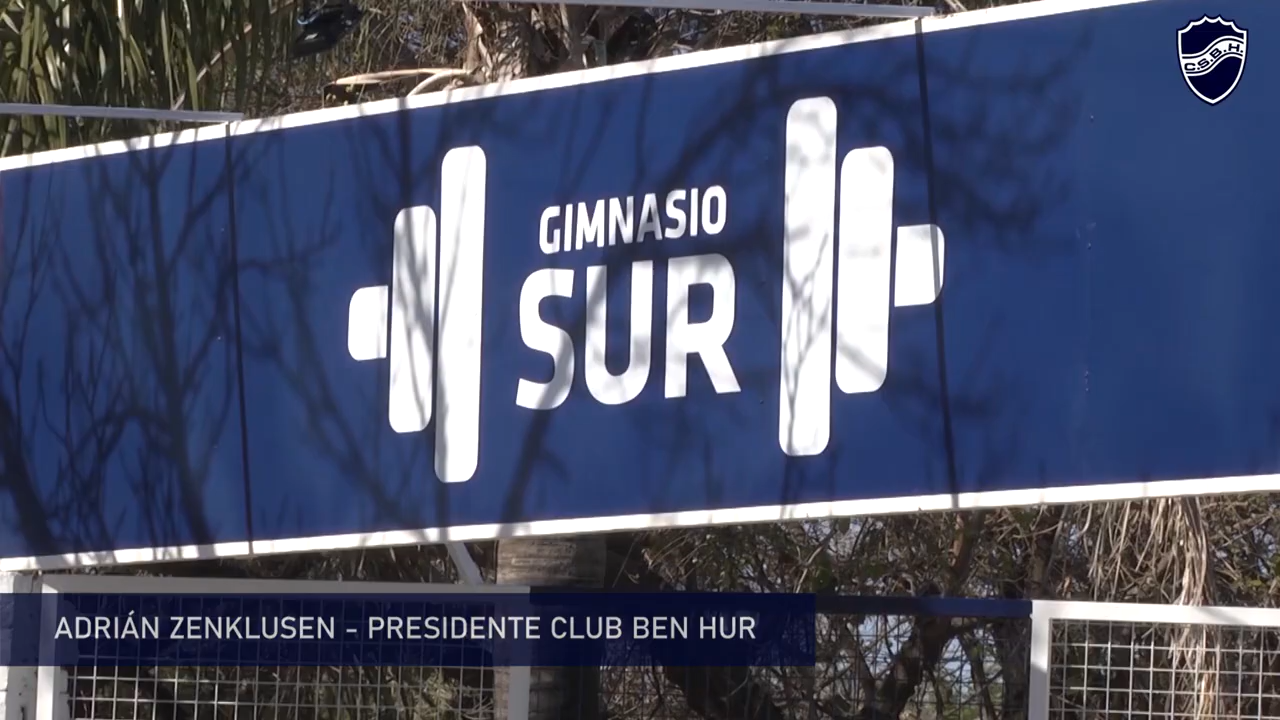 C.S.B.H.
GIMNASIO
SUR
ADRIÁN ZENKLUSEN - PRESIDENTE CLUB BEN HUR